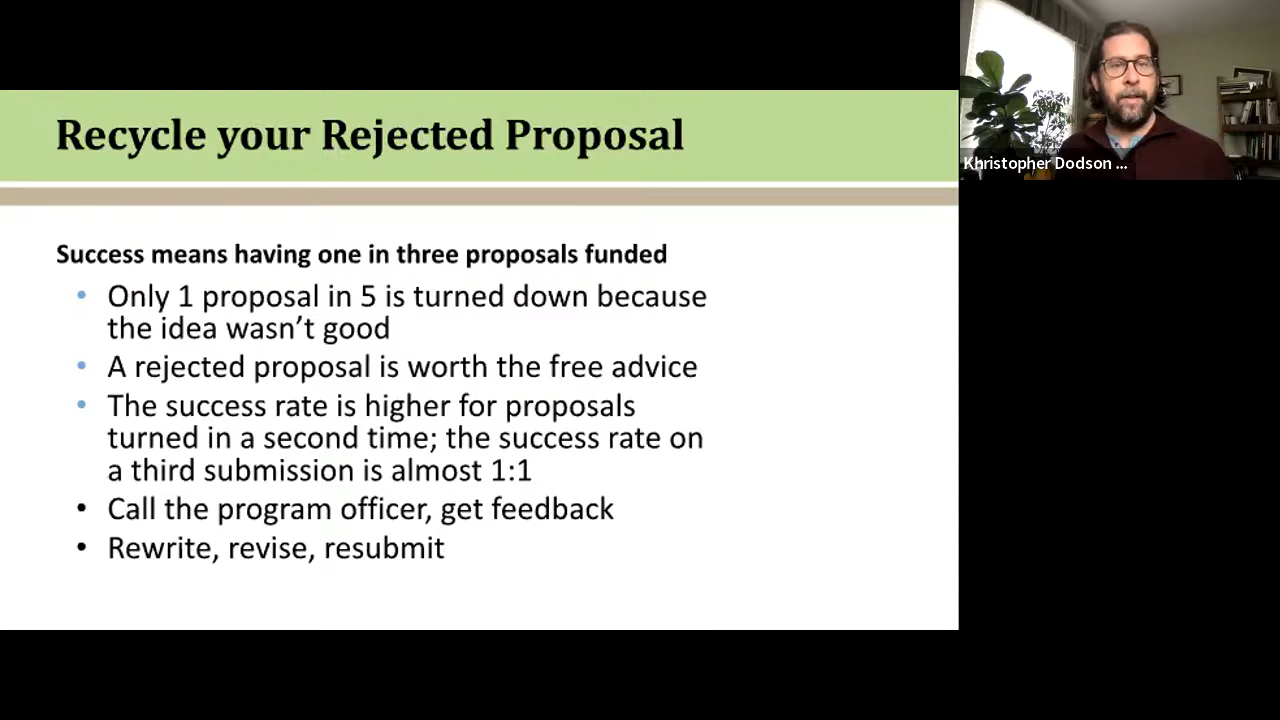 Recycle your Rejected Proposal
Khristopher Dodson ...
Success means having one in three proposals funded
• Only 1 proposal in 5 is turned down because
the idea wasn’t good
• A rejected proposal is worth the free advice
• The success rate is higher for proposals
turned in a second time; the success rate on
a third submission is almost 1:1
• Call the program officer, get feedback
• Rewrite, revise, resubmit